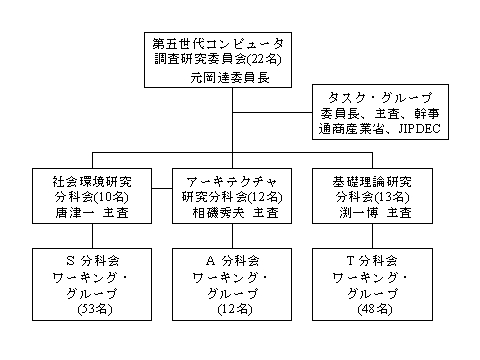 第五世代コンピュータ
調査研究委員会(22名)
元岡達委員長
タスク・グループ
委員長、主査、幹事
通商産業省、JIPDEC
社会環境研究
分科会(10名)
唐津一 主査
アーキテクチャ
研究分科会(12名)
相磯秀夫 主査
基礎理論研究
分科会(13名)
渕一博 主査
S 分科会
ワーキング・
グループ
(53名)
A 分科会
ワーキング・
グループ
(12名)
T 分科会
ワーキング・
グループ
(48名)